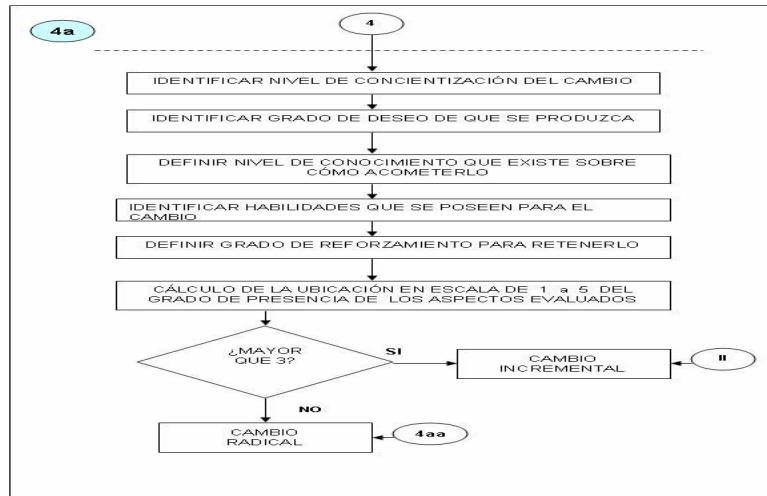 4a
4
IDENTIFICAR NIVEL DE CONCIENTIZACIÓN DEL CAMBIO
IDENTIFICAR GRADO DE DESEO DE QUE SE PRODUZCA
DEFINIR NIVEL DE CONOCIMIENTO QUE EXISTE SOBRE
CÓMO ACOMETERLO
IDENTIFICAR HABILIDADES QUE SE POSEEN PARA EL
CAMBIO
DEFINIR GRADO DE REFORZAMIENTO PARA RETENERLO
CÁLCULO DE LA UBICACIÓN EN ESCALA DE 1 a 5 DEL
GRADO DE PRESENCIA DE LOS ASPECTOS EVALUADOS
¿MAYOR
QUE 3?
SI
CAMBIO
INCREMENTAL
II
NO
CAMBIO
RADICAL
4aa